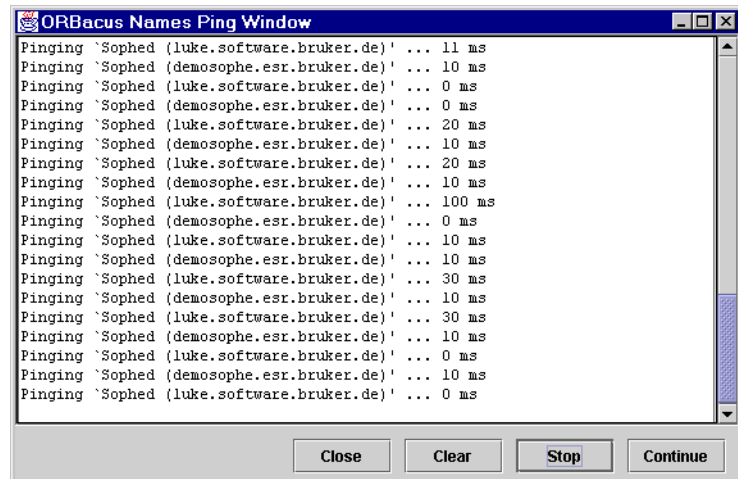 ORBacus Names Ping Window
Pinging `Sophed (luke.software.bruker.de)' ... 11 ms
Pinging `Sophed (demosophe.esr.bruker.de)' ... 10 ms
Pinging `Sophed (luke.software.bruker.de)' ... 0 ms
Pinging `Sophed (demosophe.esr.bruker.de)' ... 0 ms
Pinging `Sophed (luke.software.bruker.de)' ... 20 ms
Pinging `Sophed (demosophe.esr.bruker.de)' ... 10 ms
Pinging `Sophed (luke.software.bruker.de)' ... 20 ms
Pinging `Sophed (demosophe.esr.bruker.de)' ... 10 ms
Pinging `Sophed (luke.software.bruker.de)' ... 100 ms
Pinging `Sophed (demosophe.esr.bruker.de)' ... 0 ms
Pinging `Sophed (luke.software.bruker.de)' ... 10 ms
Pinging `Sophed (demosophe.esr.bruker.de)' ... 10 ms
Pinging `Sophed (luke.software.bruker.de)' ... 30 ms
Pinging `Sophed (demosophe.esr.bruker.de)' ... 10 ms
Pinging `Sophed (luke.software.bruker.de)' ... 30 ms
Pinging `Sophed (demosophe.esr.bruker.de)' ... 10 ms
Pinging `Sophed (luke.software.bruker.de)' ... 0 ms
Pinging `Sophed (demosophe.esr.bruker.de)' ... 10 ms
Pinging `Sophed (luke.software.bruker.de)' ... 0 ms
Close Clear Stop Continue